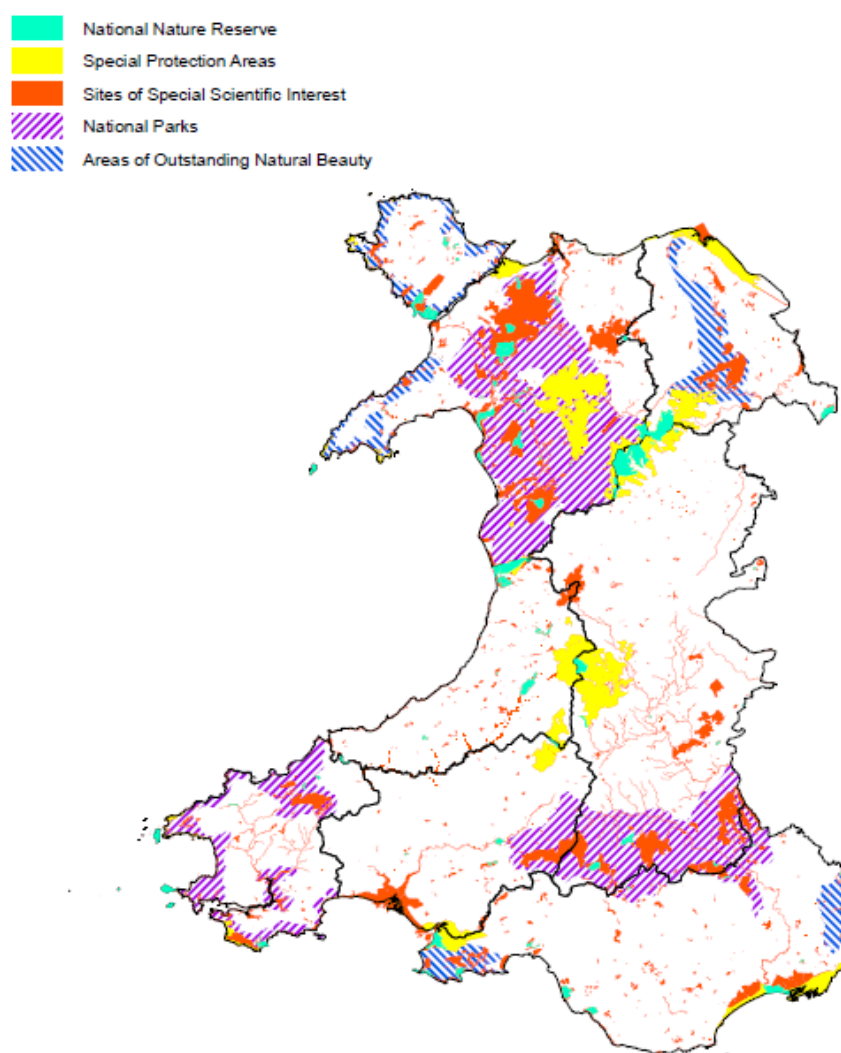 National Nature Reserve
Special Protection Areas
Sites of Special Scientific Interest
National Parks
Areas of Outstanding Natural Beauty